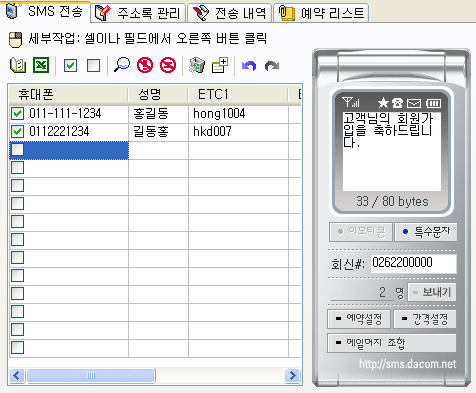 SMS 전송
주소록 관리
전송 내역
예약 리스트
세부작업: 셀이나 필드에서 오른쪽 버튼 클릭
휴대폰 성명 ETC1
011-111-1234 홍길동 hong1004
0112221234 길동홍 hkd007
고객님의 회원가
입을 축하드립니
다.
33 / 80 bytes
이모티콘
특수문자
회신#: 0262200000
2 명 보내기
예약설정
간격설정
메일머지 조합
http://sms.dacom.net